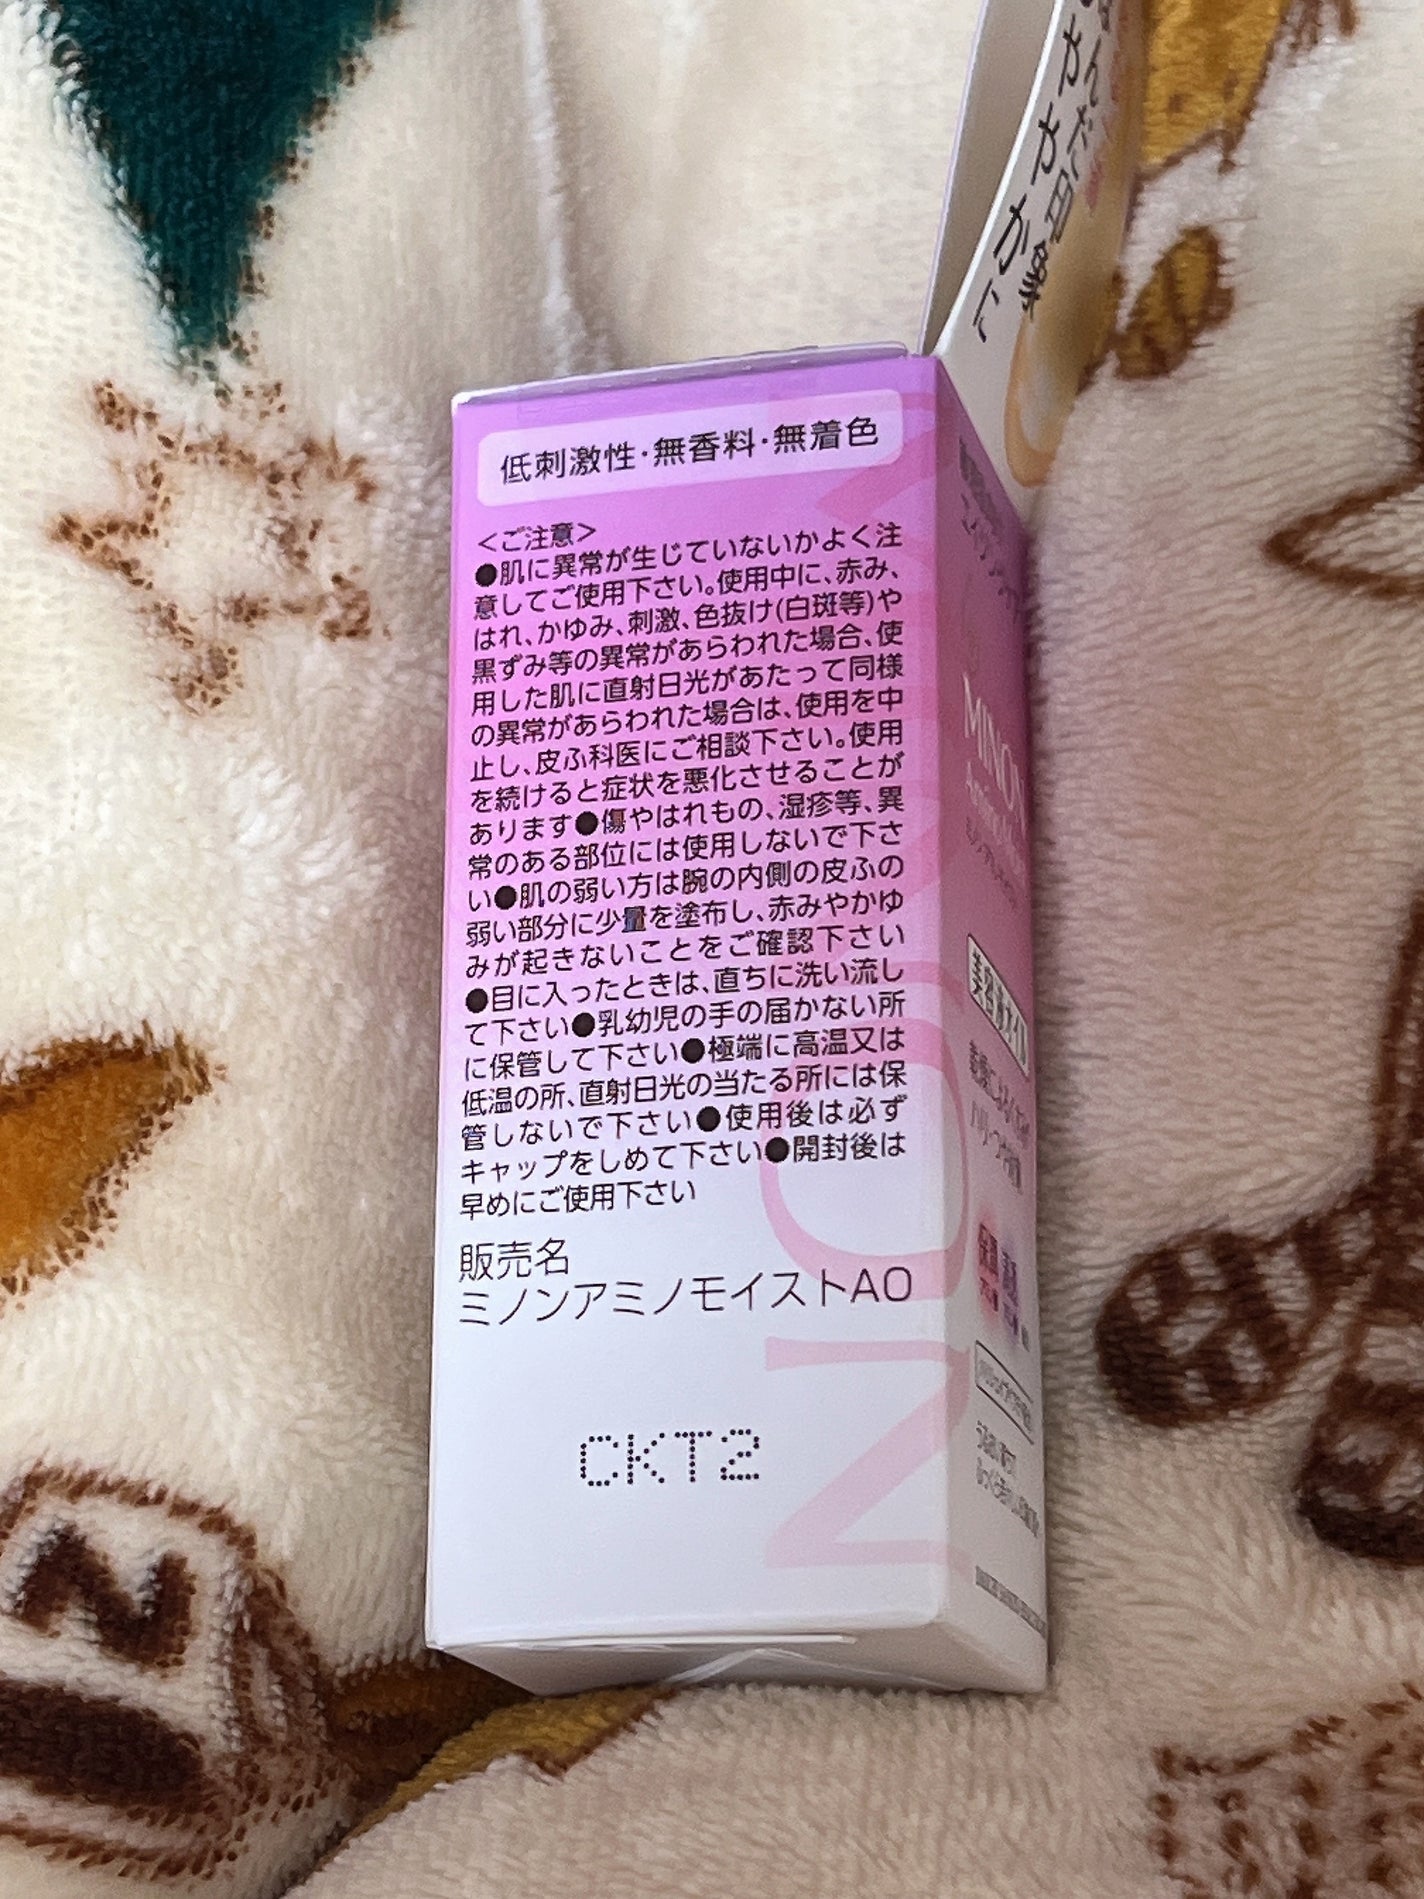 低刺激性・無香料・無着色
<ご注意>
●肌に異常が生じていないかよく注
意してご使用下さい。使用中に、赤み、
はれ、かゆみ、刺激、色抜け(白斑等)や
黒ずみ等の異常があらわれた場合、使
用した肌に直射日光があたって同様
の異常があらわれた場合は、使用を中
止し、皮ふ科医にご相談下さい。使用
を続けると症状を悪化させることが
あります●傷やはれもの、湿疹等、異
常のある部位には使用しないで下さ
い●肌の弱い方は腕の内側の皮ふの
弱い部分に少量を塗布し、赤みやかゆ
みが起きないことをご確認下さい
●目に入ったときは、直ちに洗い流し
て下さい●乳幼児の手の届かない所
に保管して下さい●極端に高温又は
低温の所、直射日光の当たる所には保
管しないで下さい●使用後は必ず
キャップをしめて下さい●開封後は
早めにご使用下さい
販売名
ミノンアミノモイストAO
CKT2
MINON
美容液オイル